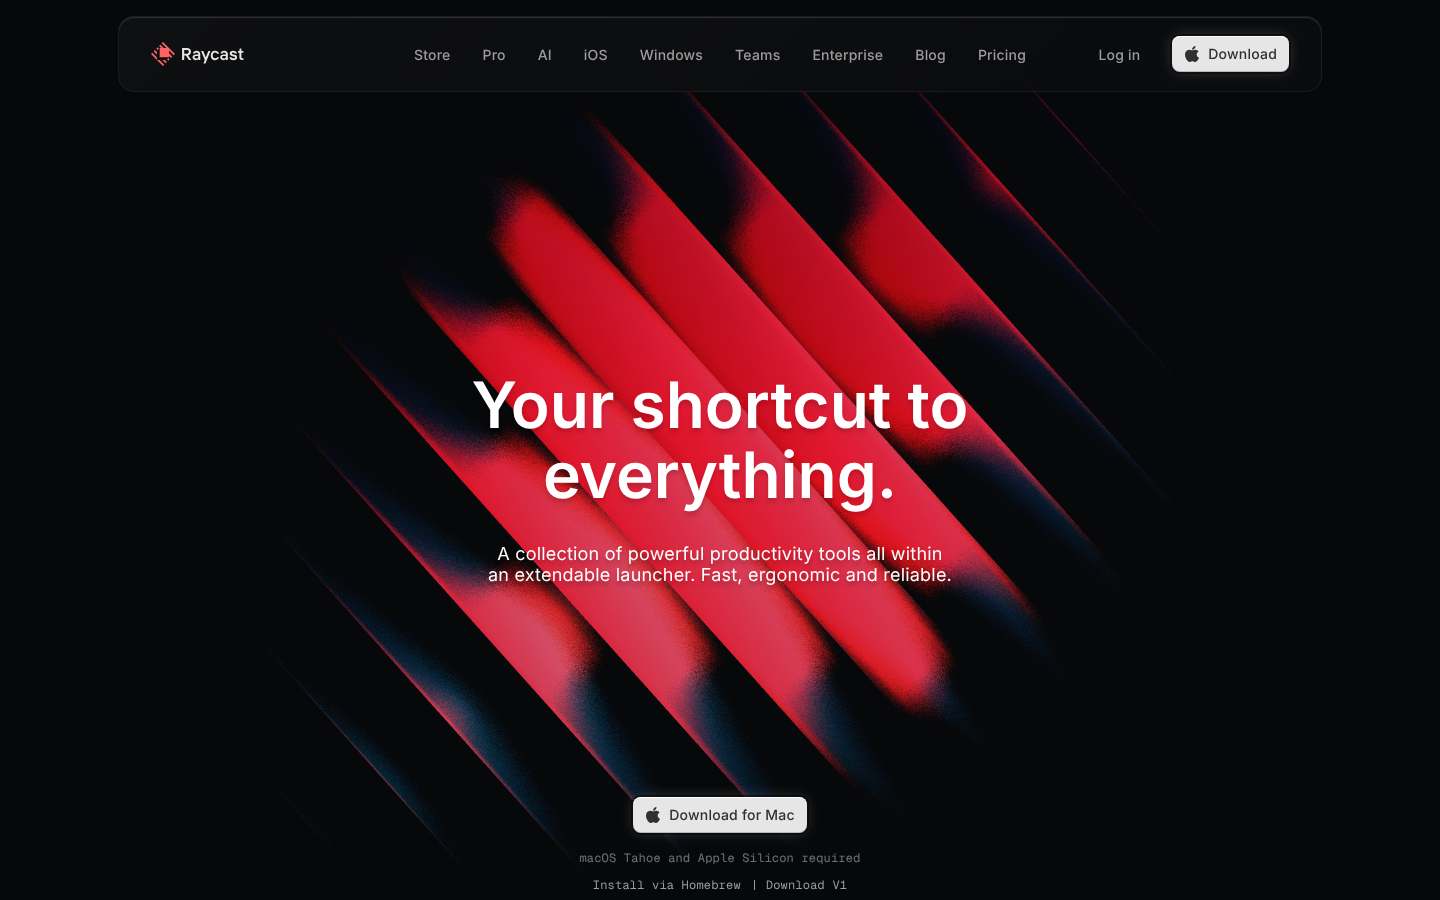 Raycast
Store Pro AI iOS Windows Teams Enterprise Blog Pricing
Log in
Download
Your shortcut to
everything.
A collection of powerful productivity tools all within
an extendable launcher. Fast, ergonomic and reliable.
Download for Mac
macOS Tahoe and Apple Silicon required
Install via Homebrew | Download V1